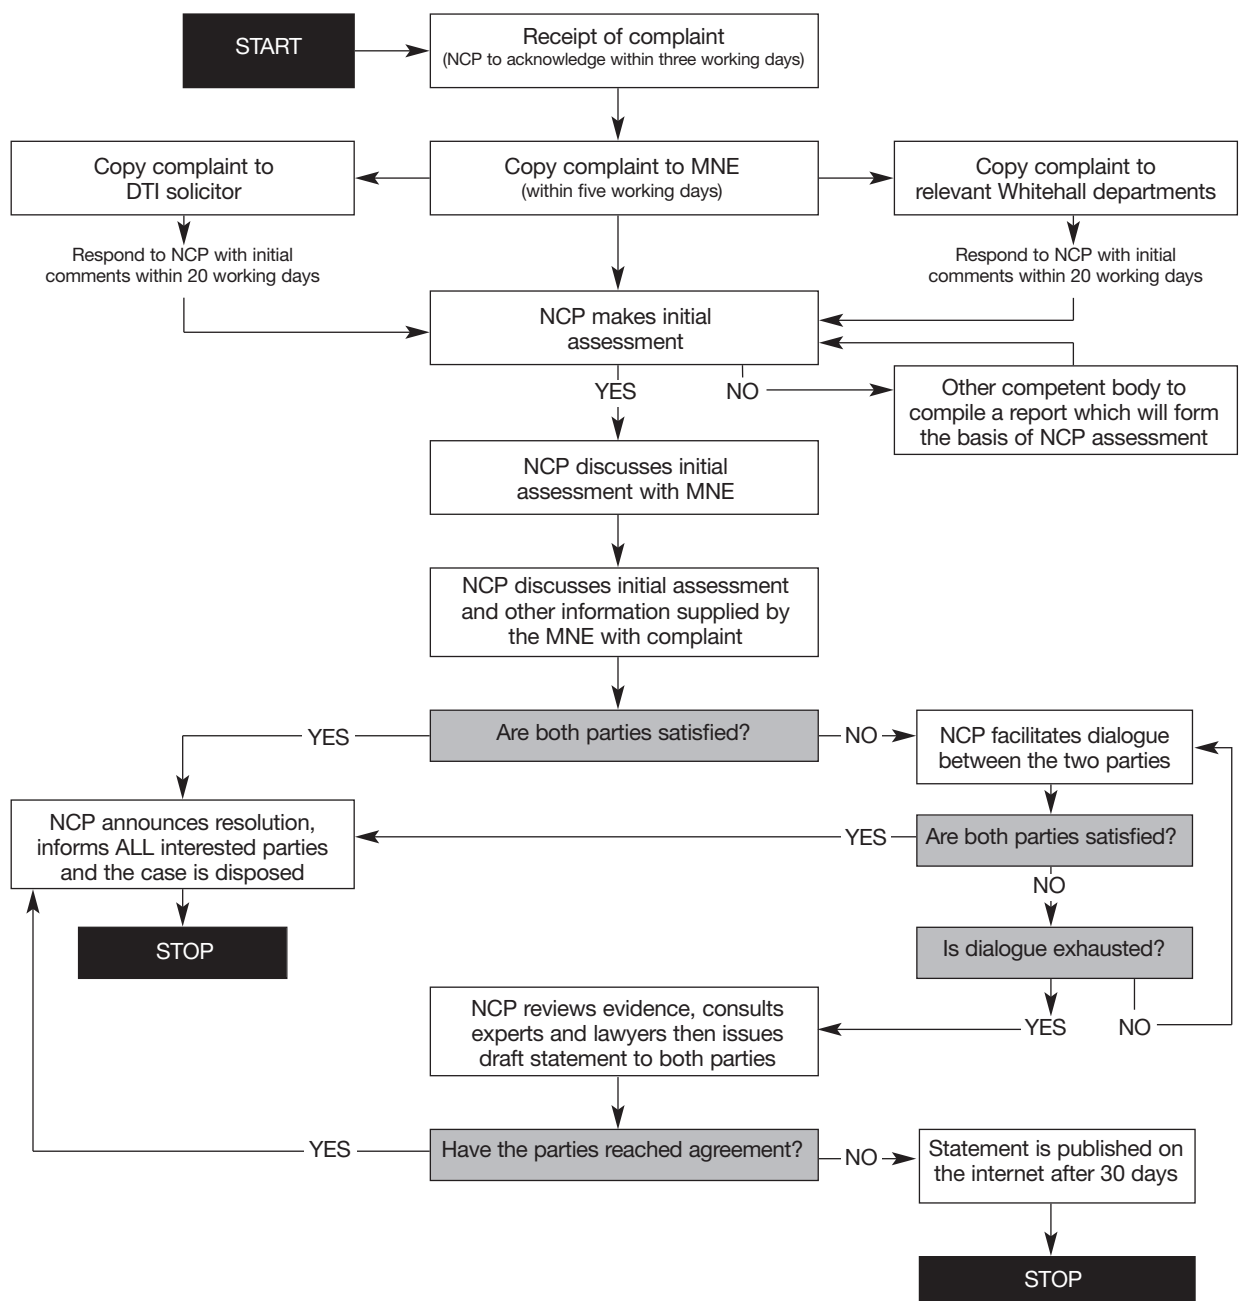 START
Receipt of complaint
(NCP to acknowledge within three working days)
Copy complaint to
DTI solicitor
Copy complaint to MNE
(within five working days)
Copy complaint to
relevant Whitehall departments
Respond to NCP with initial
comments within 20 working days
Respond to NCP with initial
comments within 20 working days
NCP makes initial
assessment
YES
NO
Other competent body to
compile a report which will form
the basis of NCP assessment
NCP discusses initial
assessment with MNE
NCP discusses initial assessment
and other information supplied by
the MNE with complaint
YES
Are both parties satisfied?
NO
NCP facilitates dialogue
between the two parties
NCP announces resolution,
informs ALL interested parties
and the case is disposed
YES
Are both parties satisfied?
NO
STOP
Is dialogue exhausted?
NCP reviews evidence, consults
experts and lawyers then issues
draft statement to both parties
YES
NO
YES
Have the parties reached agreement?
NO
Statement is published on
the internet after 30 days
STOP